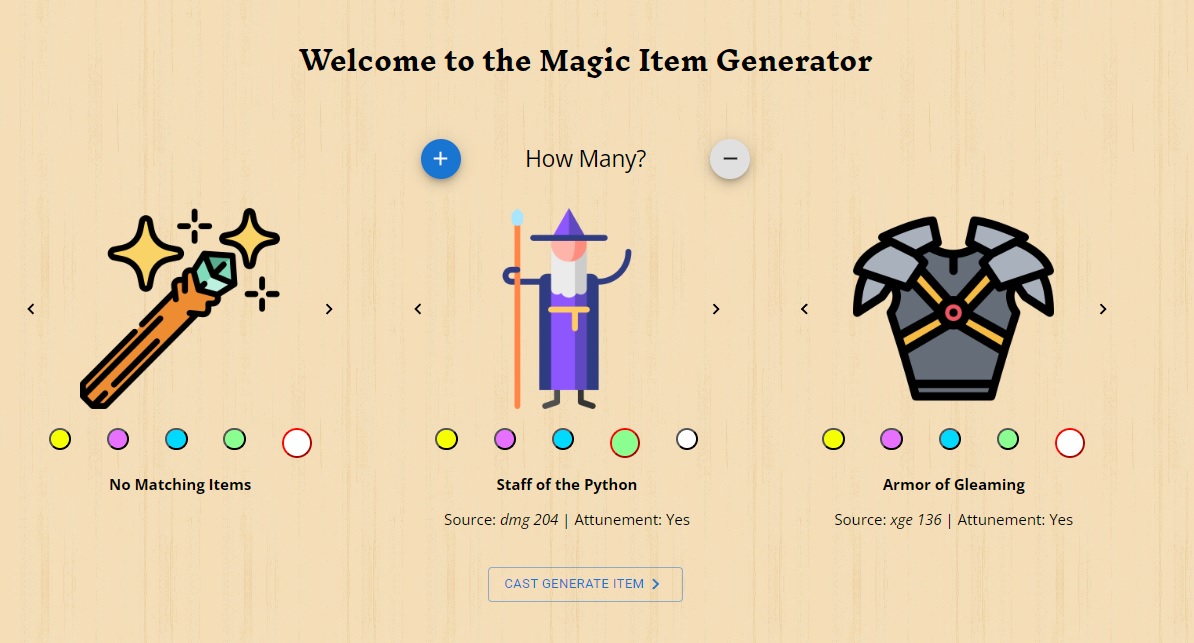 Welcome to the Magic Item Generator
+ How Many? −
No Matching Items
Staff of the Python
Source: dmg 204 | Attunement: Yes
Armor of Gleaming
Source: xge 136 | Attunement: Yes
CAST GENERATE ITEM